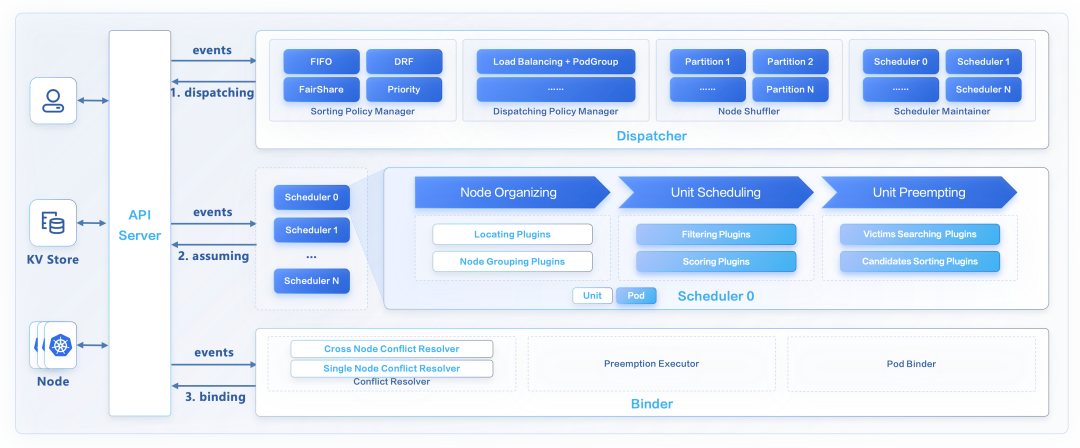 events
1. dispatching
FIFO
DRF
FairShare
Priority
Sorting Policy Manager
Load Balancing + PodGroup
......
Dispatching Policy Manager
Partition 1
Partition 2
......
Partition N
Node Shuffler
Scheduler 0
Scheduler 1
......
Scheduler N
Scheduler Maintainer
Dispatcher
API
Server
KV Store
Node
events
2. assuming
Scheduler 0
Scheduler 1
...
Scheduler N
Node Organizing
Unit Scheduling
Unit Preempting
Locating Plugins
Node Grouping Plugins
Filtering Plugins
Scoring Plugins
Victims Searching Plugins
Candidates Sorting Plugins
Unit
Pod
Scheduler 0
events
3. binding
Cross Node Conflict Resolver
Single Node Conflict Resolver
Conflict Resolver
Preemption Executor
Pod Binder
Binder